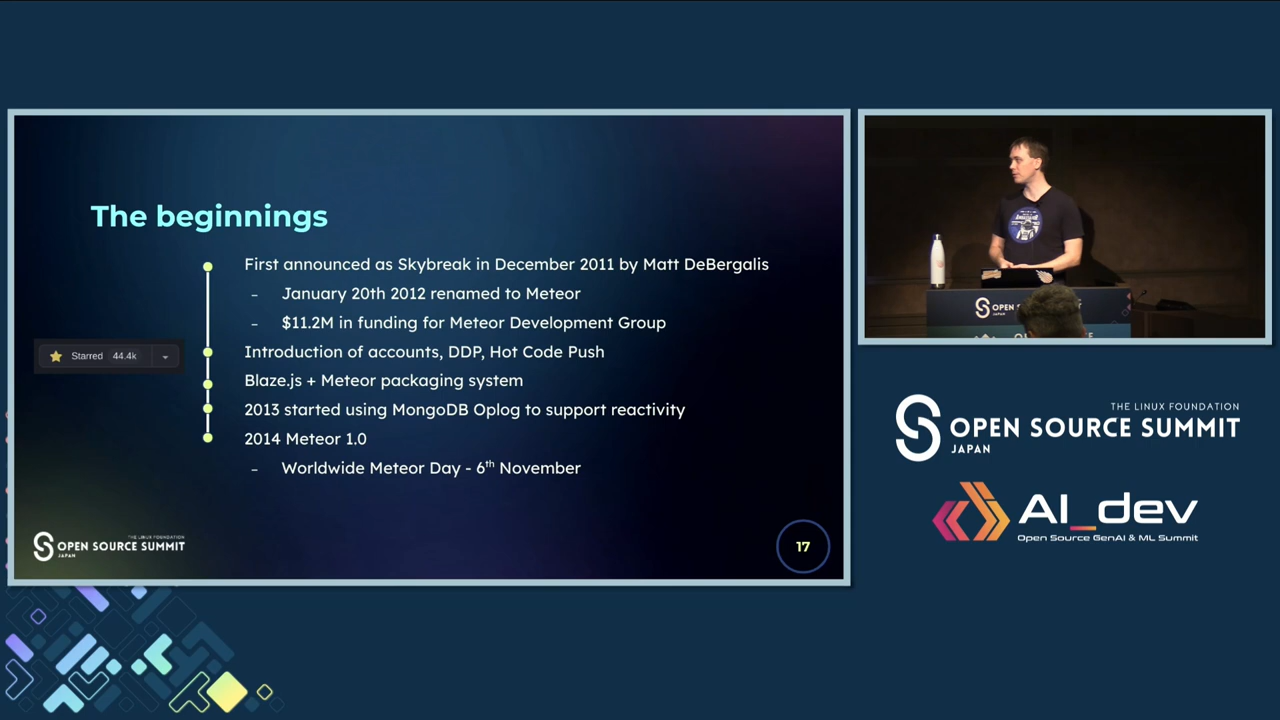 The beginnings
First announced as Skybreak in December 2011 by Matt DeBergalis
- January 20th 2012 renamed to Meteor
- $11.2M in funding for Meteor Development Group
Starred 44.4k
Introduction of accounts, DDP, Hot Code Push
Blaze.js + Meteor packaging system
2013 started using MongoDB Oplog to support reactivity
2014 Meteor 1.0
- Worldwide Meteor Day - 6th November
THE LINUX FOUNDATION
OPEN SOURCE SUMMIT
JAPAN
17
THE LINUX FOUNDATION
OPEN SOURCE SUMMIT
JAPAN
AI_dev
Open Source GenAI & ML Summit